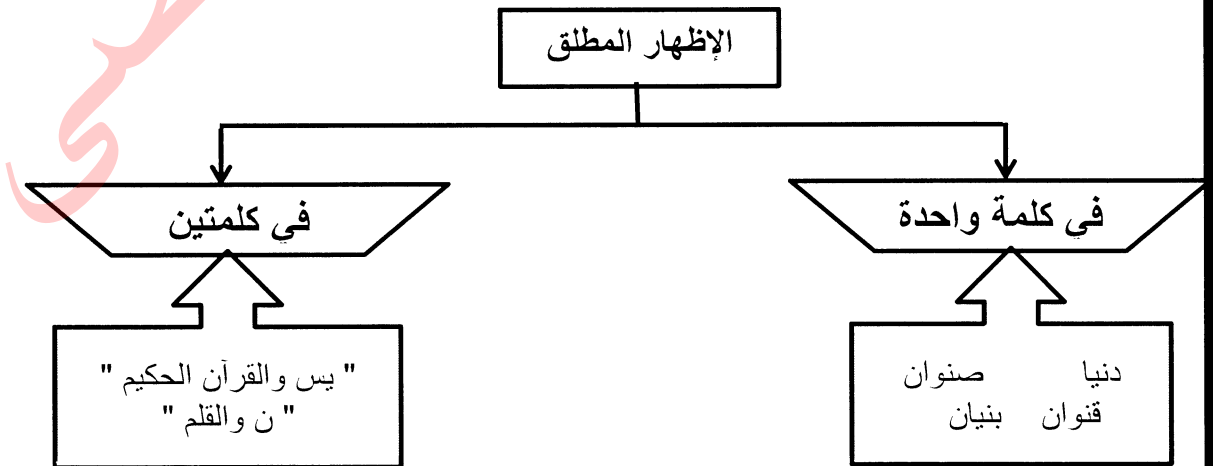 الإظهار المطلق
في كلمة واحدة
في كلمتين
دنيا صنوان
قنوان بنيان
" يس والقرآن الحكيم "
" ن والقلم "